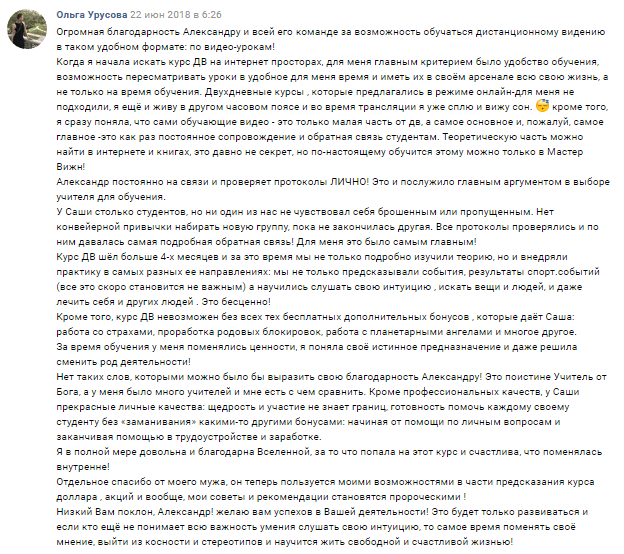 Ольга Урусова 22 июн 2018 в 6:26
Огромная благодарность Александру и всей его команде за возможность обучаться дистанционному видению
в таком удобном формате: по видео-урокам!
Когда я начала искать курс ДВ на интернет просторах, для меня главным критерием было удобство обучения,
возможность пересматривать уроки в удобное для меня время и иметь их в своём арсенале всю свою жизнь, а
не только на время обучения. Двухдневные курсы , которые предлагались в режиме онлайн-для меня не
подходили, я ещё и живу в другом часовом поясе и во время трансляции я уже сплю и вижу сон. 😴 кроме того,
я сразу поняла, что сами обучающие видео - это только малая часть от дв, а самое основное и, пожалуй, самое
главное -это как раз постоянное сопровождение и обратная связь студентам. Теоретическую часть можно
найти в интернете и книгах, это давно не секрет, но по-настоящему обучится этому можно только в Мастер
Вижн!
Александр постоянно на связи и проверяет протоколы ЛИЧНО! Это и послужило главным аргументом в выборе
учителя для обучения.
У Саши столько студентов, но ни один из нас не чувствовал себя брошенным или пропущенным. Нет
конвейерной привычки набирать новую группу, пока не закончилась другая. Все протоколы проверялись и по
ним давалась самая подробная обратная связь! Для меня это было самым главным!
Курс ДВ шёл больше 4-х месяцев и за это время мы не только подробно изучили теорию, но и внедряли
практику в самых разных ее направлениях: мы не только предсказывали события, результаты спорт.событий
(все это скоро становится не важным) а научились слушать свою интуицию , искать вещи и людей, и даже
лечить себя и других людей . Это бесценно!
Кроме того, курс ДВ невозможен без всех тех бесплатных дополнительных бонусов , которые даёт Саша:
работа со страхами, проработка родовых блокировок, работа с планетарными ангелами и многое другое.
За время обучения у меня поменялись ценности, я поняла своё истинное предназначение и даже решила
сменить род деятельности!
Нет таких слов, которыми можно было бы выразить свою благодарность Александру! Это поистине Учитель от
Бога, а у меня было много учителей и мне есть с чем сравнить. Кроме профессиональных качеств, у Саши
прекрасные личные качества: щедрость и участие не знает границ, готовность помочь каждому своему
студенту без «заманивания» какими-то другими бонусами: начиная от помощи по личным вопросам и
заканчивая помощью в трудоустройстве и заработке.
Я в полной мере довольна и благодарна Вселенной, за то что попала на этот курс и счастлива, что поменялась
внутренне!
Отдельное спасибо от моего мужа, он теперь пользуется моими возможностями в части предсказания курса
доллара , акций и вообще, мои советы и рекомендации становятся пророческими !
Низкий Вам поклон, Александр! желаю вам успехов в Вашей деятельности! Это будет только развиваться и
если кто ещё не понимает всю важность умения слушать свою интуицию, то самое время поменять своё
мнение, выйти из косности и стереотипов и научится жить свободной и счастливой жизнью!